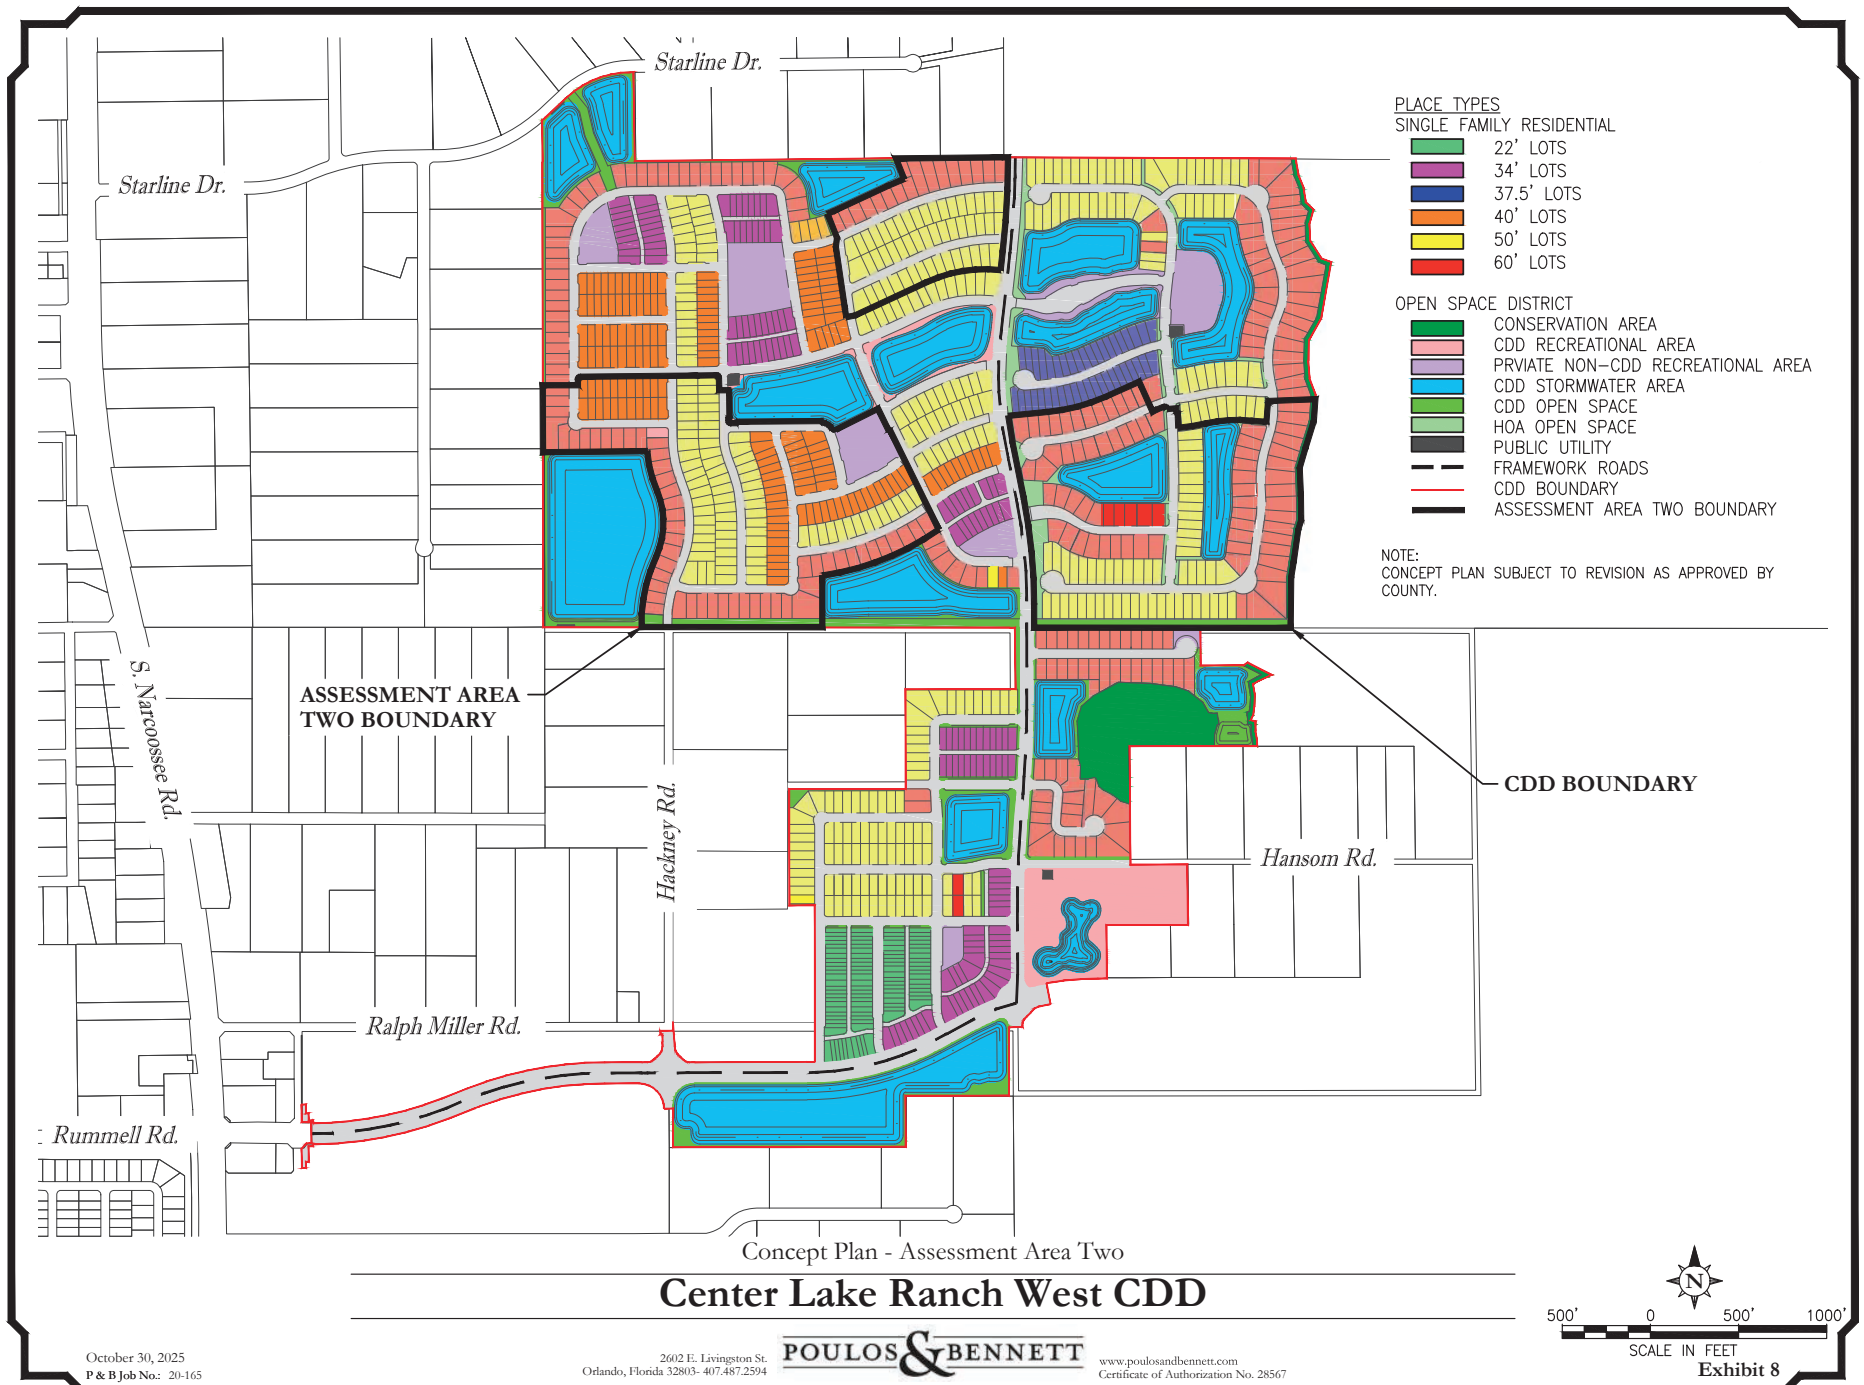 Starline Dr.
Starline Dr.
PLACE TYPES
SINGLE FAMILY RESIDENTIAL
22' LOTS
34' LOTS
37.5' LOTS
40' LOTS
50' LOTS
60' LOTS
OPEN SPACE DISTRICT
CONSERVATION AREA
CDD RECREATIONAL AREA
PRVIATE NON-CDD RECREATIONAL AREA
CDD STORMWATER AREA
CDD OPEN SPACE
HOA OPEN SPACE
PUBLIC UTILITY
FRAMEWORK ROADS
CDD BOUNDARY
ASSESSMENT AREA TWO BOUNDARY
NOTE:
CONCEPT PLAN SUBJECT TO REVISION AS APPROVED BY
COUNTY.
S. Narcoossee Rd.
ASSESSMENT AREA
TWO BOUNDARY
Hackney Rd.
CDD BOUNDARY
Hansom Rd.
Ralph Miller Rd.
Rummell Rd.
Concept Plan - Assessment Area Two
Center Lake Ranch West CDD
N
500' 0 500' 1000'
SCALE IN FEET
Exhibit 8
October 30, 2025
P & B Job No.: 20-165
2602 E. Livingston St.
Orlando, Florida 32803- 407.487.2594
POULOS & BENNETT
www.poulosandbennett.com
Certificate of Authorization No. 28567